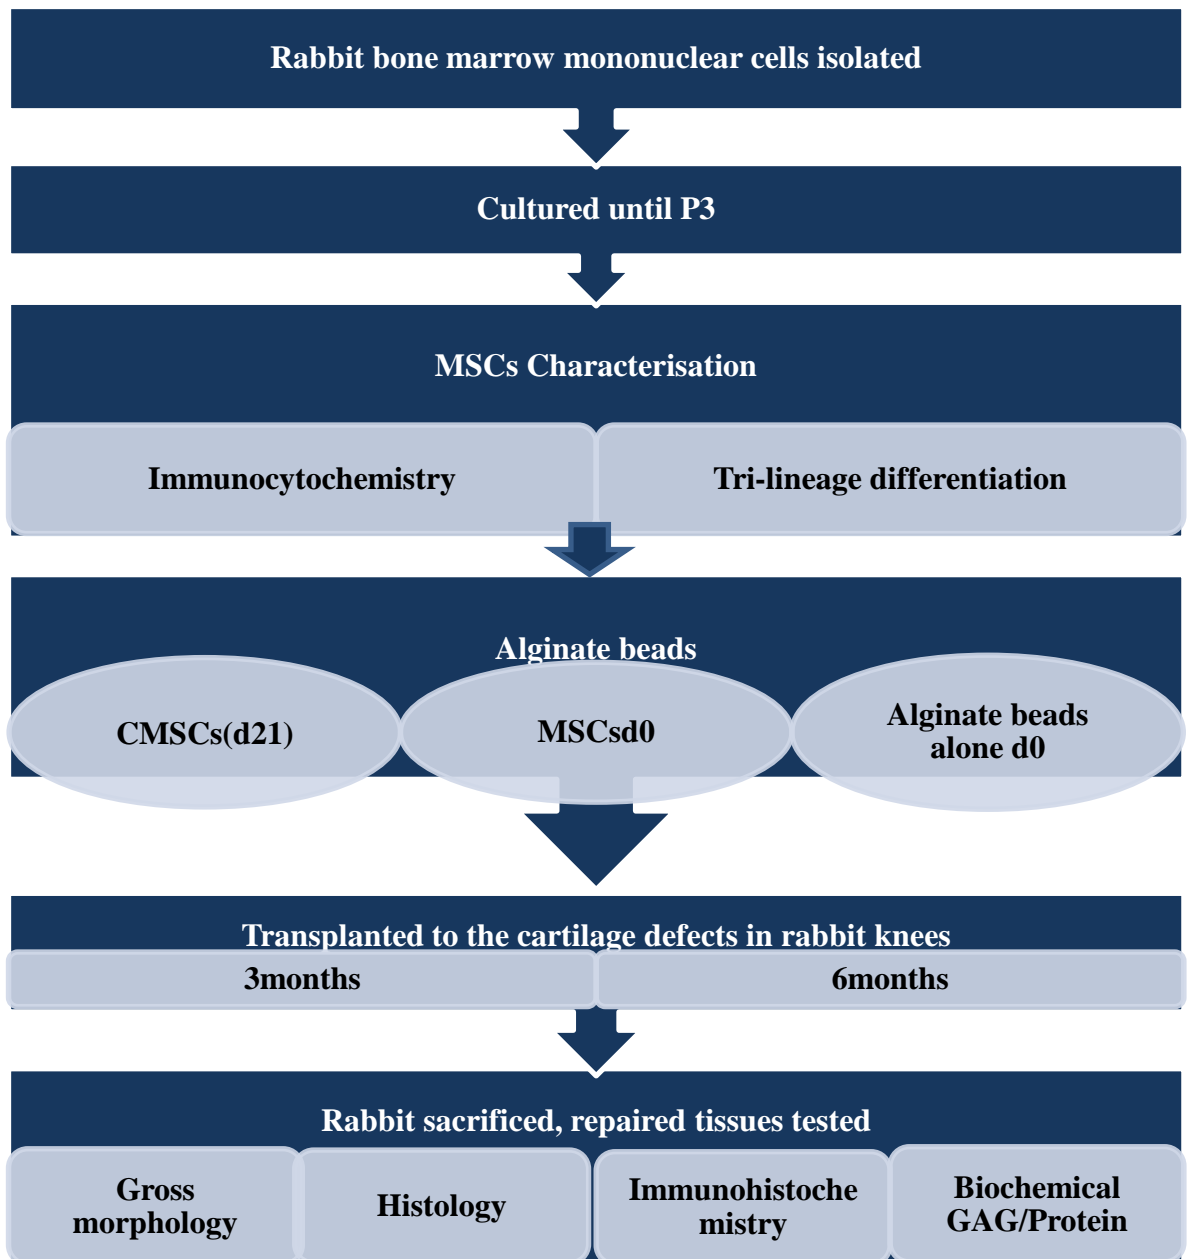 Rabbit bone marrow mononuclear cells isolated
Cultured until P3
MSCs Characterisation
Immunocytochemistry
Tri-lineage differentiation
Alginate beads
CMSCs(d21)
MSCsd0
Alginate beads
alone d0
Transplanted to the cartilage defects in rabbit knees
3months
6months
Rabbit sacrificed, repaired tissues tested
Gross
morphology
Histology
Immunohistoche
mistry
Biochemical
GAG/Protein